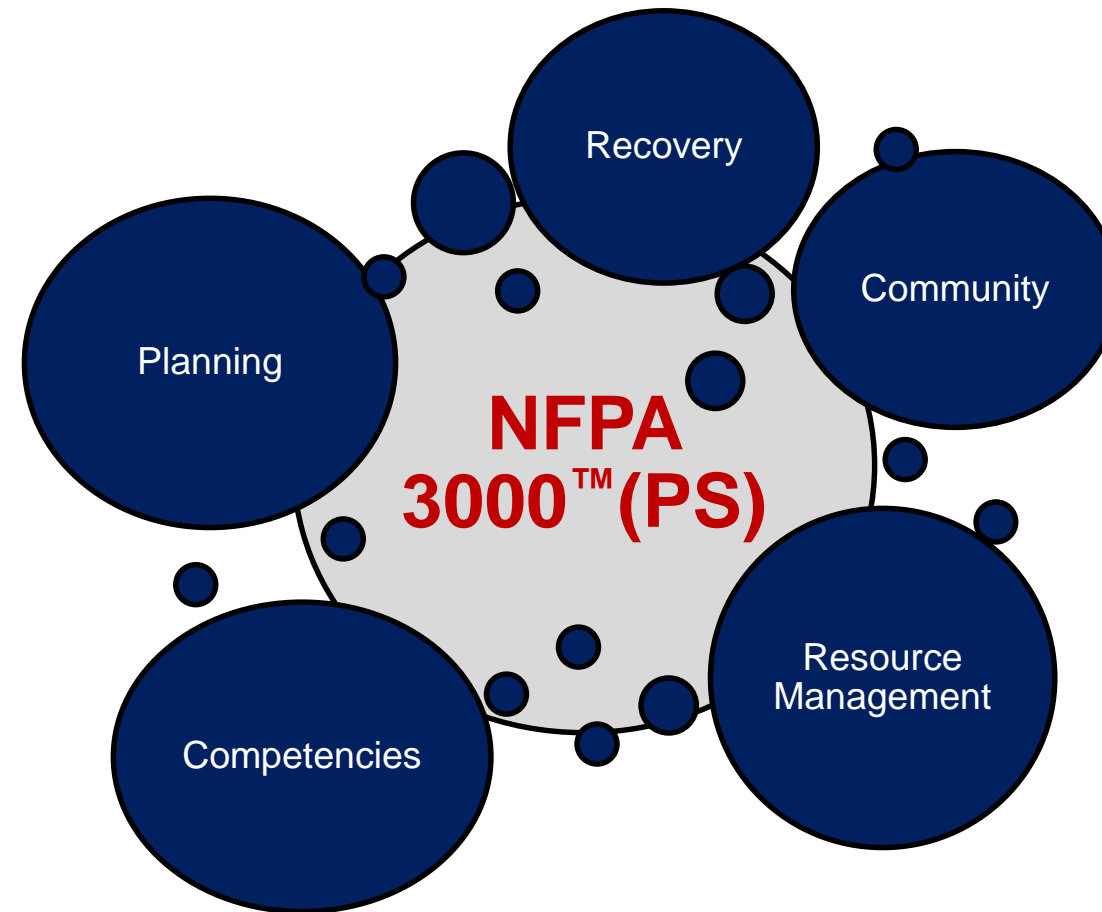 Recovery
Community
Planning
NFPA
3000™(PS)
Resource
Management
Competencies